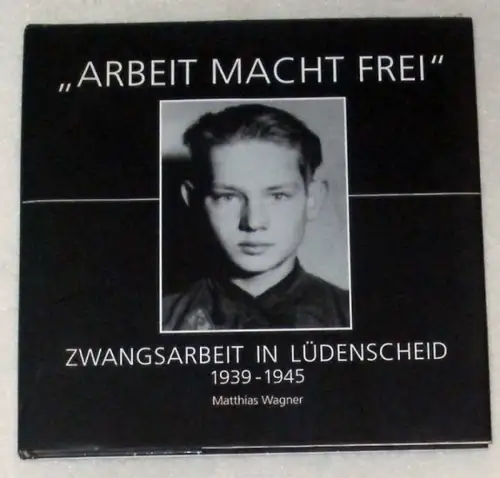 „ARBEIT MACHT FREI“
ZWANGSARBEIT IN LÜDENSCHEID
1939-1945
Matthias Wagner